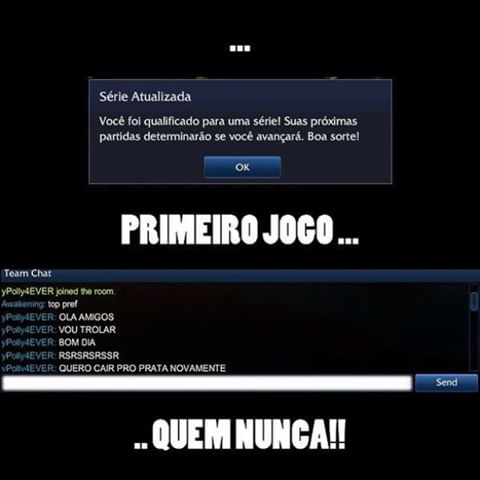 ...
Série Atualizada
Você foi qualificado para uma série! Suas próximas
partidas determinarão se você avançará. Boa sorte!
OK
PRIMEIRO JOGO ...
Team Chat
yPolly4EVER joined the room.
Awakening: top pref
yPolly4EVER: OLA AMIGOS
yPolly4EVER: VOU TROLAR
yPolly4EVER: BOM DIA
yPolly4EVER: RSRSRSRSSR
yPolly4EVER: QUERO CAIR PRO PRATA NOVAMENTE
Send
.. QUEM NUNCA!!